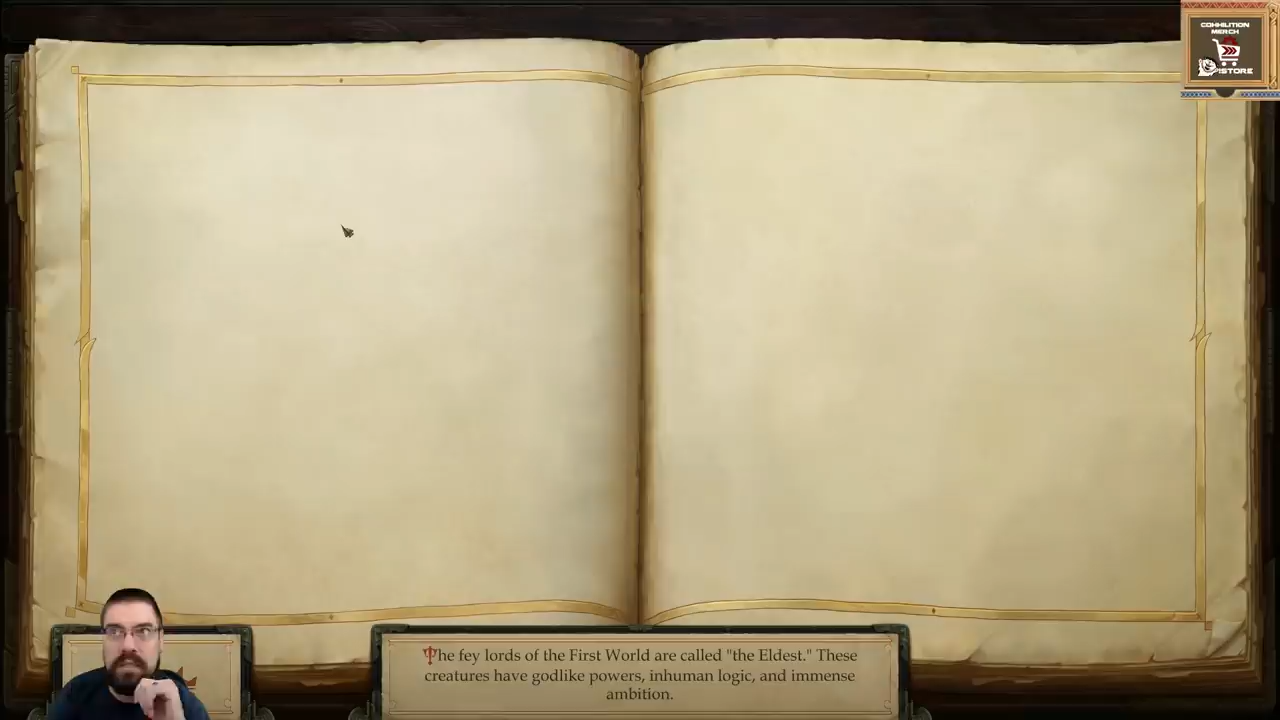 COHHILITION
MERCH
STORE
The fey lords of the First World are called "the Eldest." These
creatures have godlike powers, inhuman logic, and immense
ambition.